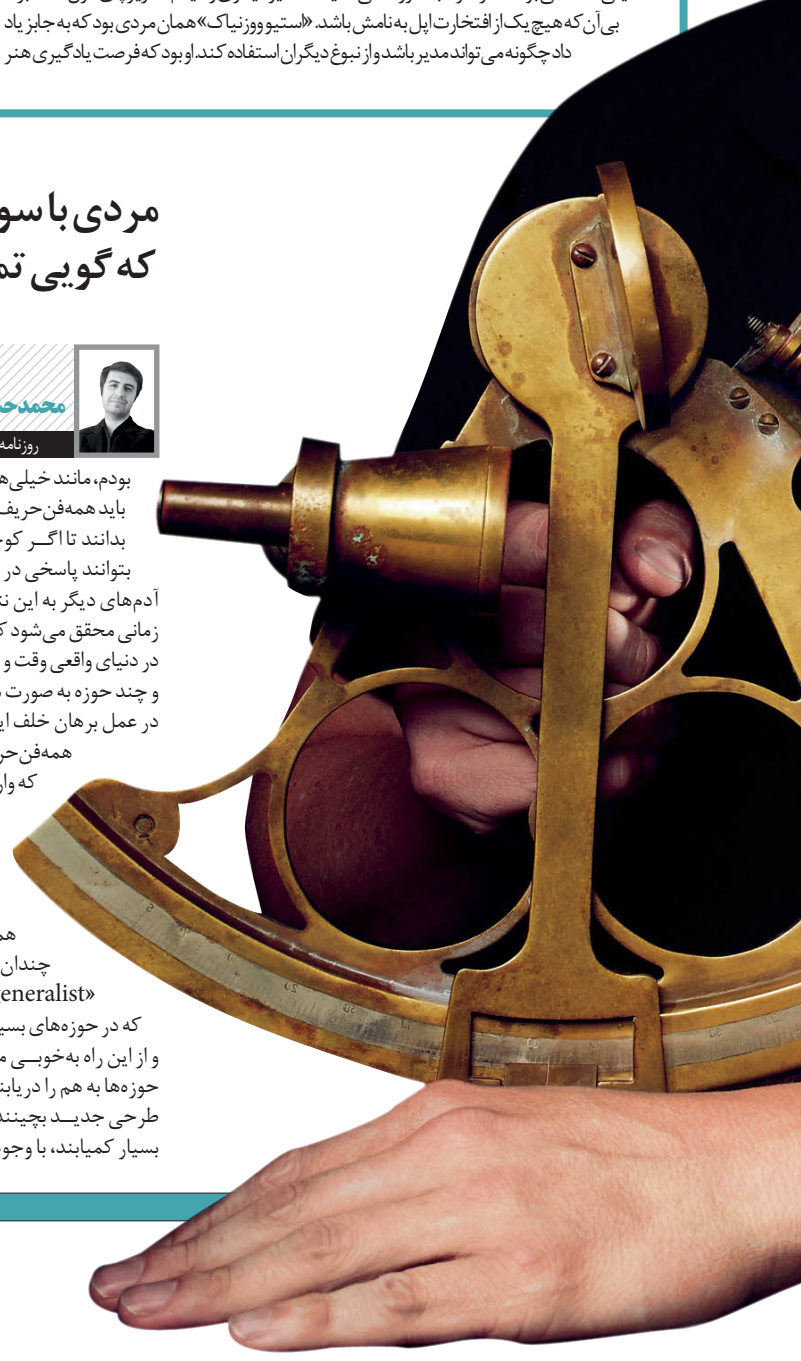 بی‌آن‌که هیچ یک از افتخارت اپل به نامش باشد. «استیو ووزنیاک» همان مردی بود که به جابز یاد
داد چگونه می‌تواند مدیر باشد و از نبوغ دیگران استفاده کند. او بود که فرصت یادگیری هنر
مردی با سو
که گویی تم
محمدحـ
روزنامه
بودم، مانند خیلی‌ه
باید همه‌فن‌حریف
بدانند تا اگــر کو
بتوانند پاسخی در
آدم‌های دیگر به این نت
زمانی محقق می‌شود ک
در دنیای واقعی وقت و
و چند حوزه به صورت
در عمل برهان خلف ای
همه‌فن‌حر
که وار
هم
چندان
eneralist»
که در حوزه‌های بسی
و از این راه به‌خوبــی م
حوزه‌ها به هم را دریابن
طرحی جدیــد بچینند
بسیار کمیابند، با وجو